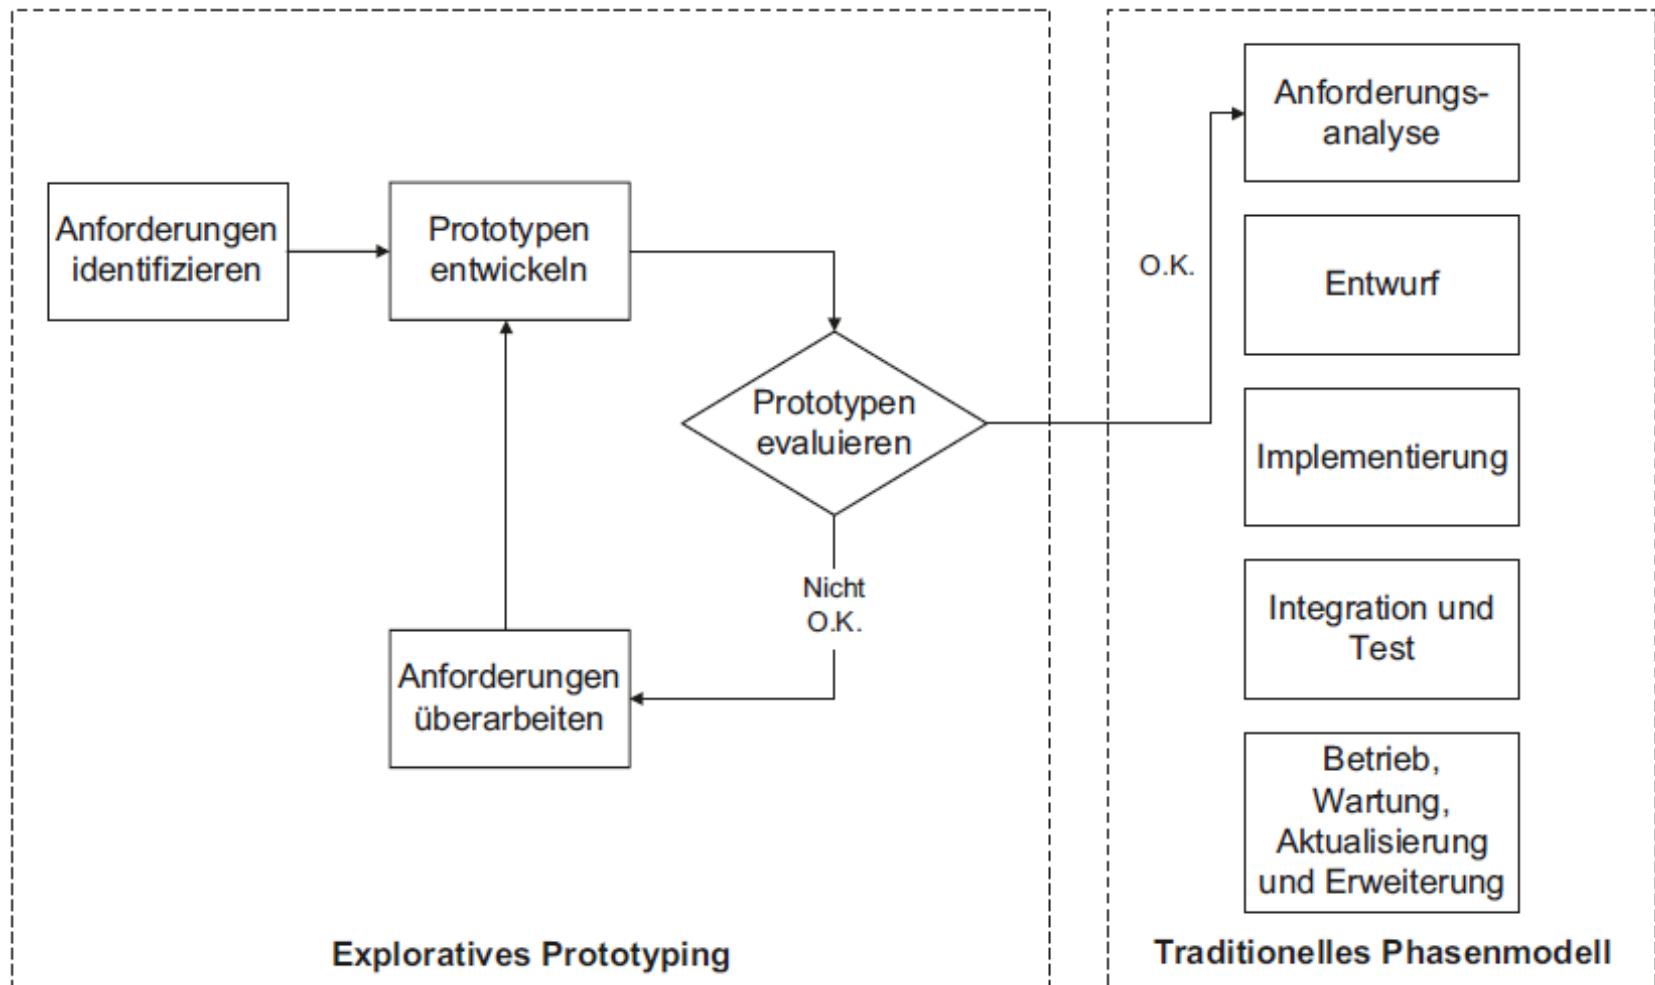 Anforderungen
identifizieren
Prototypen
entwickeln
Prototypen
evaluieren
Nicht
O.K.
Anforderungen
überarbeiten
Exploratives Prototyping
O.K.
Anforderungs-
analyse
Entwurf
Implementierung
Integration und
Test
Betrieb,
Wartung,
Aktualisierung
und Erweiterung
Traditionelles Phasenmodell